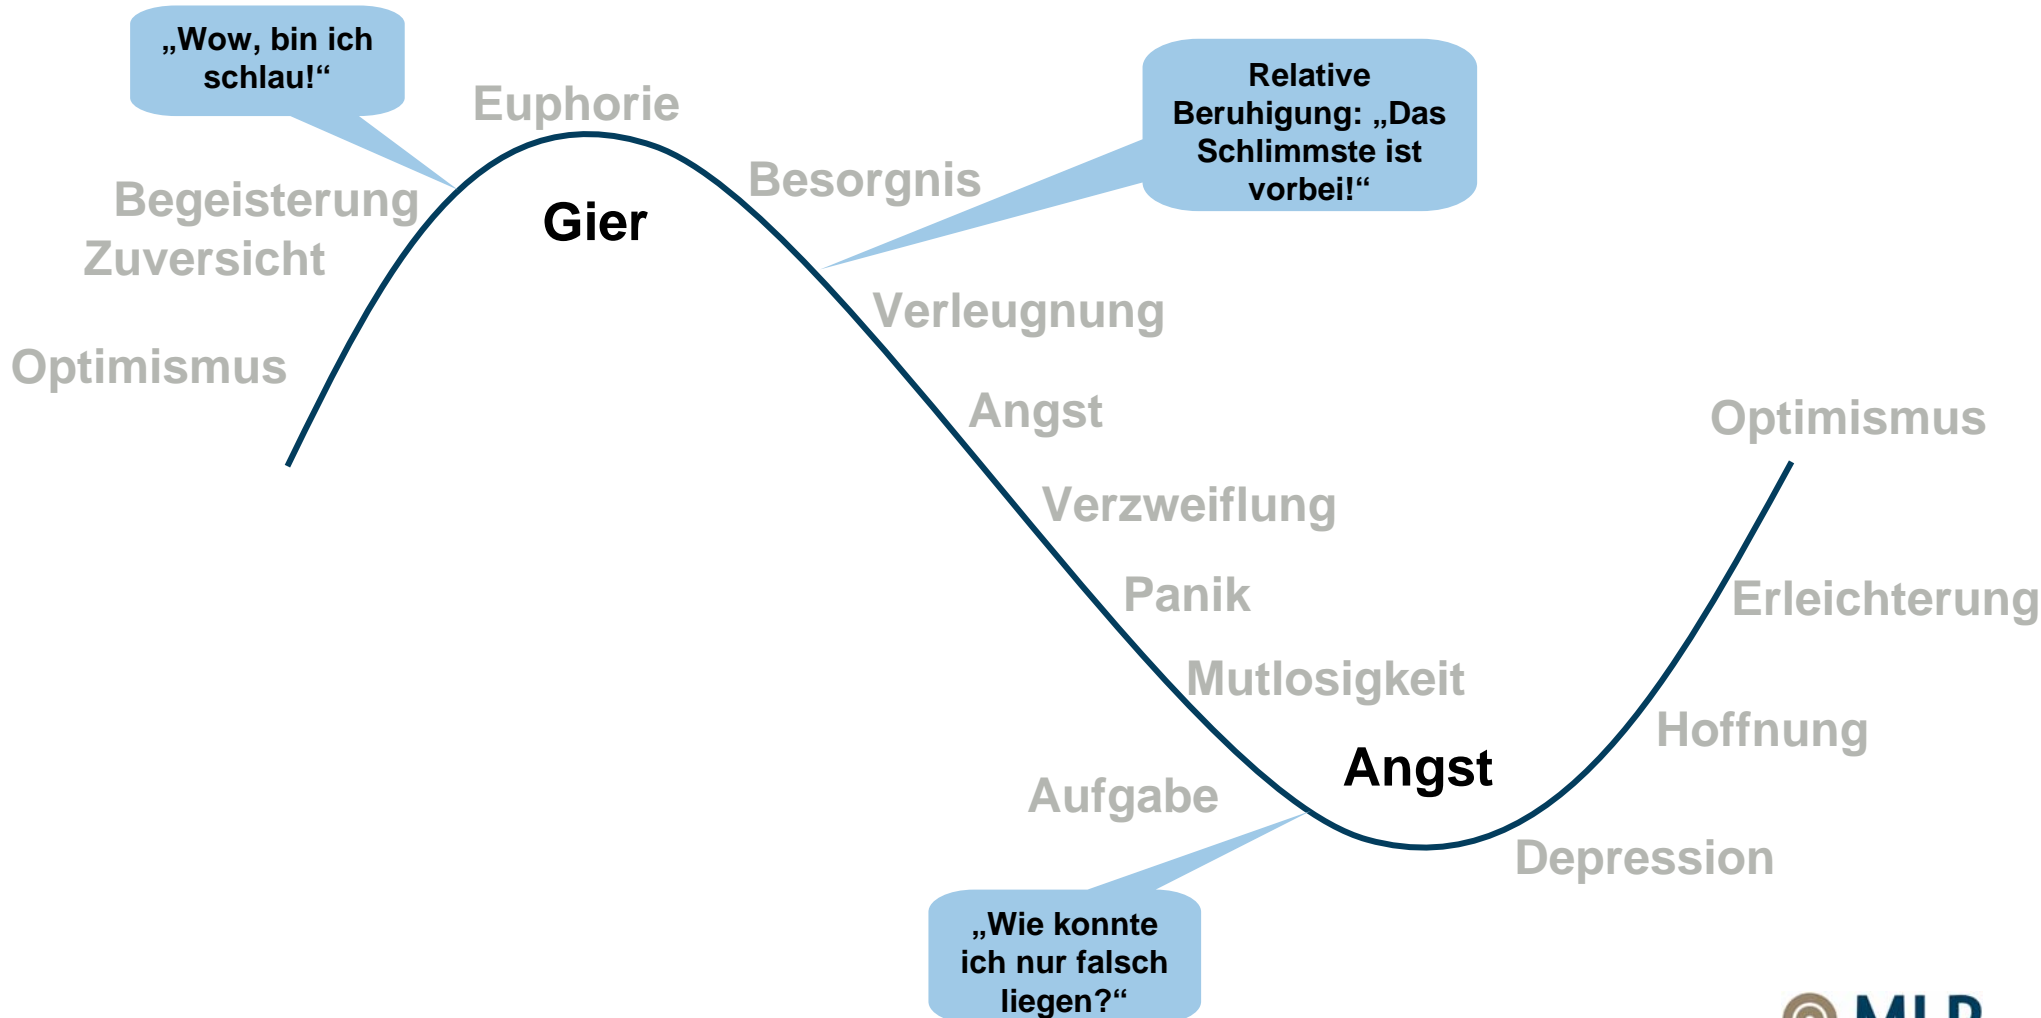 „Wow, bin ich
schlau!“
Euphorie
Relative
Beruhigung: „Das
Schlimmste ist
vorbei!“
Besorgnis
Begeisterung
Gier
Zuversicht
Verleugnung
Optimismus
Angst
Optimismus
Verzweiflung
Panik
Erleichterung
Mutlosigkeit
Hoffnung
Angst
Aufgabe
Depression
„Wie konnte
ich nur falsch
liegen?“
MLP